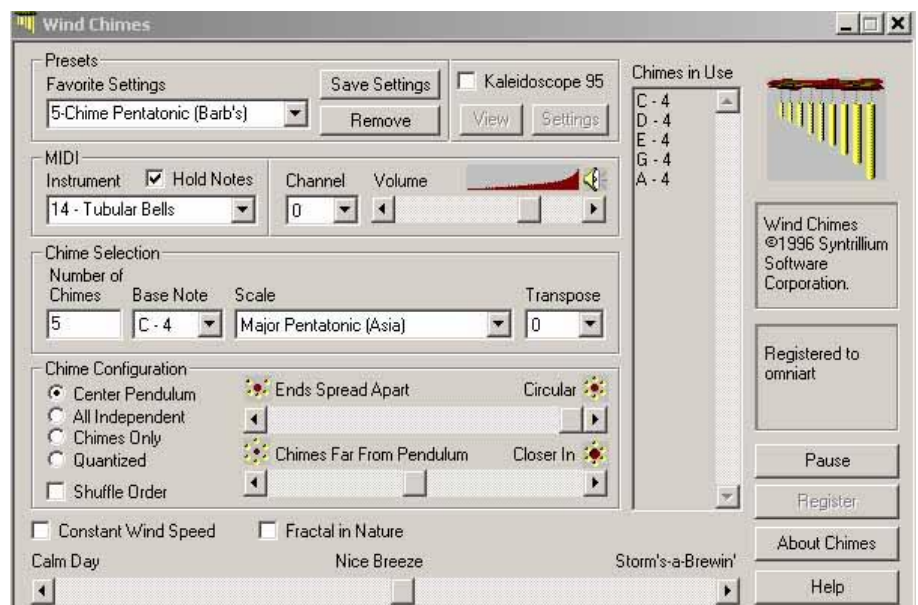 Wind Chimes
Presets
Favorite Settings
5-Chime Pentatonic (Barb's)
Save Settings
Remove
Kaleidoscope 95
View
Settings
MIDI
Instrument
Hold Notes
14 - Tubular Bells
Channel
0
Volume
Chime Selection
Number of
Chimes
5
Base Note
C - 4
Scale
Major Pentatonic (Asia)
Transpose
0
Chime Configuration
Center Pendulum
All Independent
Chimes Only
Quantized
Shuffle Order
Ends Spread Apart
Circular
Chimes Far From Pendulum
Closer In
Constant Wind Speed
Fractal in Nature
Calm Day
Nice Breeze
Storm's-a-Brewin'
Chimes in Use
C - 4
D - 4
E - 4
G - 4
A - 4
Wind Chimes
©1996 Syntrillium
Software
Corporation.
Registered to
omniart
Pause
Register
About Chimes
Help